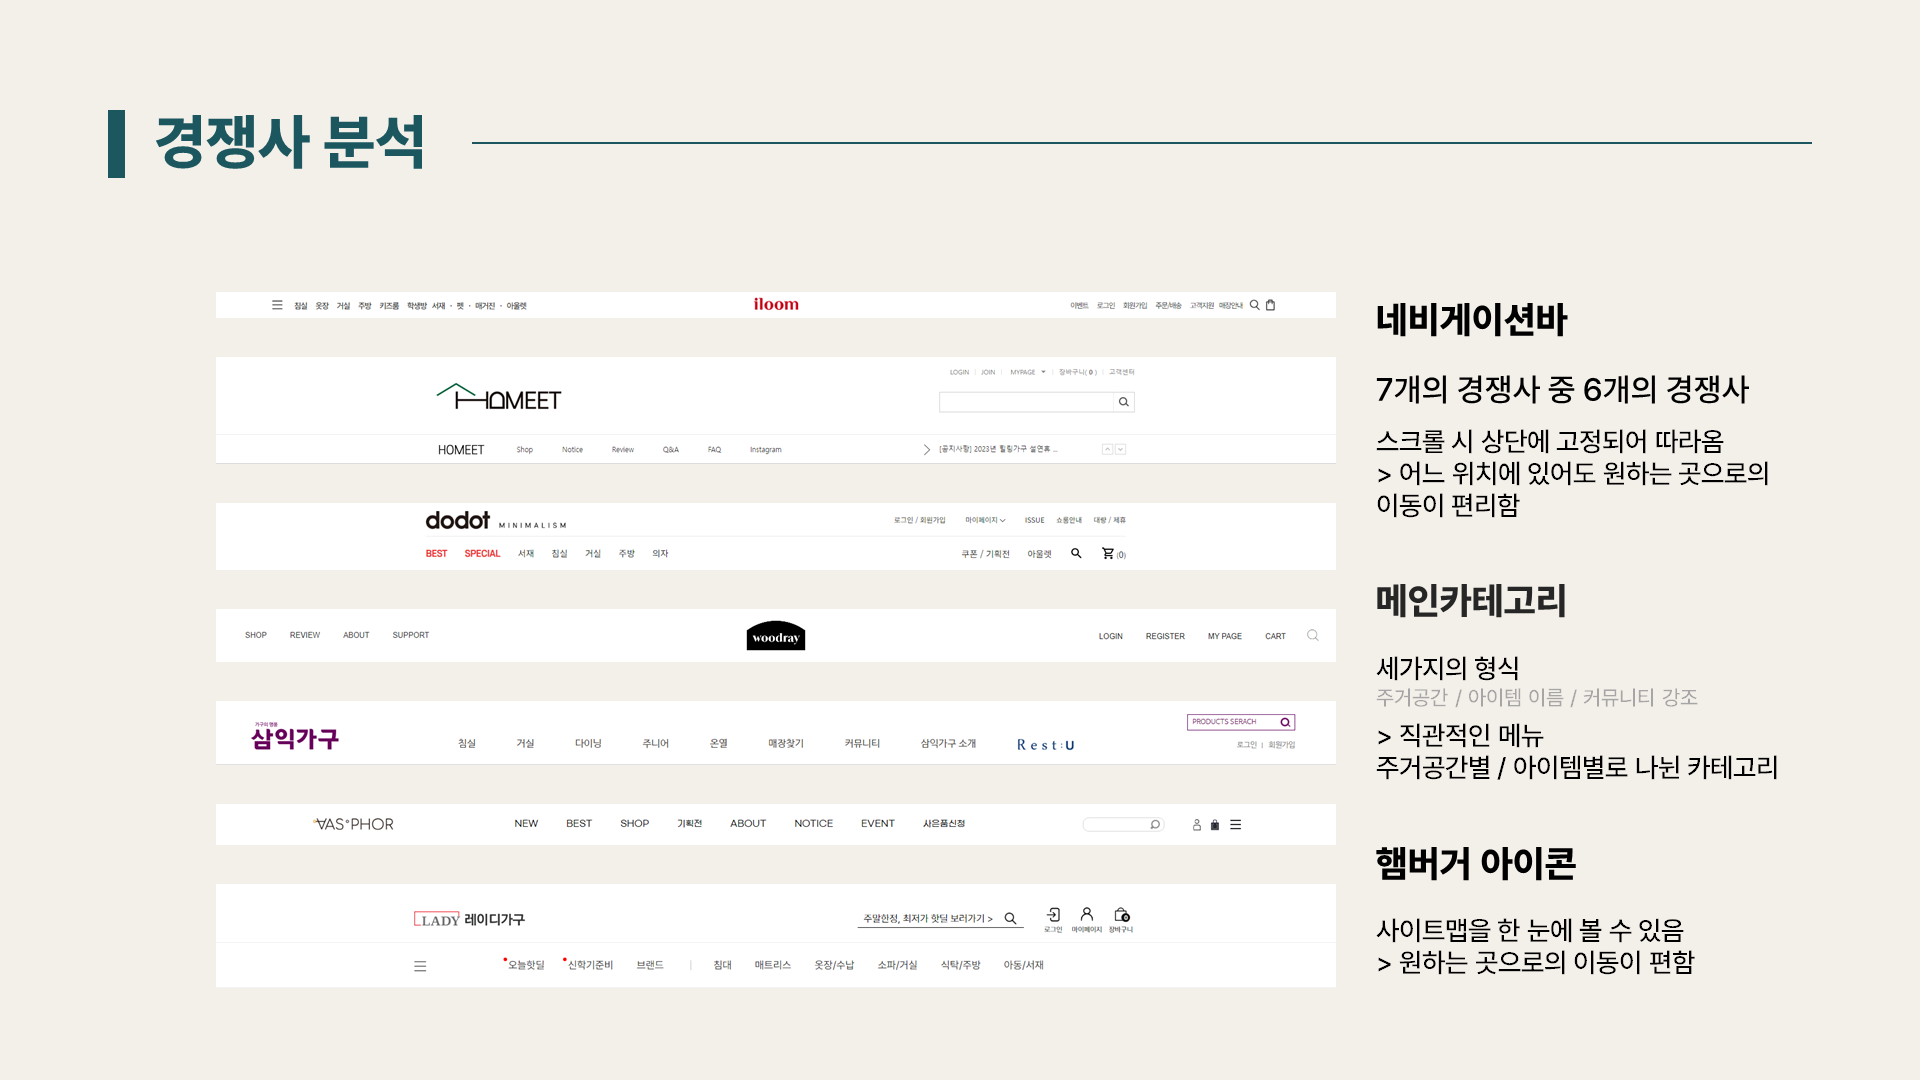 경쟁사 분석
침실 옷장 거실 주방 키즈룸 학생방 서재 · 펫 · 매거진 · 아울렛
iloom
이벤트 로그인 회원가입 주문/배송 고객지원 매장안내
LOGIN JOIN MYPAGE 장바구니( 0 ) 고객센터
HOMEET
HOMEET Shop Notice Review Q&A FAQ Instagram
[공지사항] 2023년 힐링가구 설연휴 ...
dodot MINIMALISM
로그인 / 회원가입 마이페이지 ISSUE 쇼룸안내 대량 / 제휴
BEST SPECIAL 서재 침실 거실 주방 의자
쿠폰 / 기획전 아울렛 (0)
SHOP REVIEW ABOUT SUPPORT
woodray
LOGIN REGISTER MY PAGE CART
가구의 명품
삼익가구
침실 거실 다이닝 주니어 온열 매장찾기 커뮤니티 삼익가구 소개 Rest:U
PRODUCTS SERACH
로그인 | 회원가입
VAS°PHOR
NEW BEST SHOP 기획전 ABOUT NOTICE EVENT 사은품신청
LADY 레이디가구
주말한정, 최저가 핫딜 보러가기 >
0
로그인 마이페이지 장바구니
오늘핫딜 신학기준비 브랜드 | 침대 매트리스 옷장/수납 소파/거실 식탁/주방 아동/서재
네비게이션바
7개의 경쟁사 중 6개의 경쟁사
스크롤 시 상단에 고정되어 따라옴
> 어느 위치에 있어도 원하는 곳으로의
이동이 편리함
메인카테고리
세가지의 형식
주거공간 / 아이템 이름 / 커뮤니티 강조
> 직관적인 메뉴
주거공간별 / 아이템별로 나뉜 카테고리
햄버거 아이콘
사이트맵을 한 눈에 볼 수 있음
> 원하는 곳으로의 이동이 편함